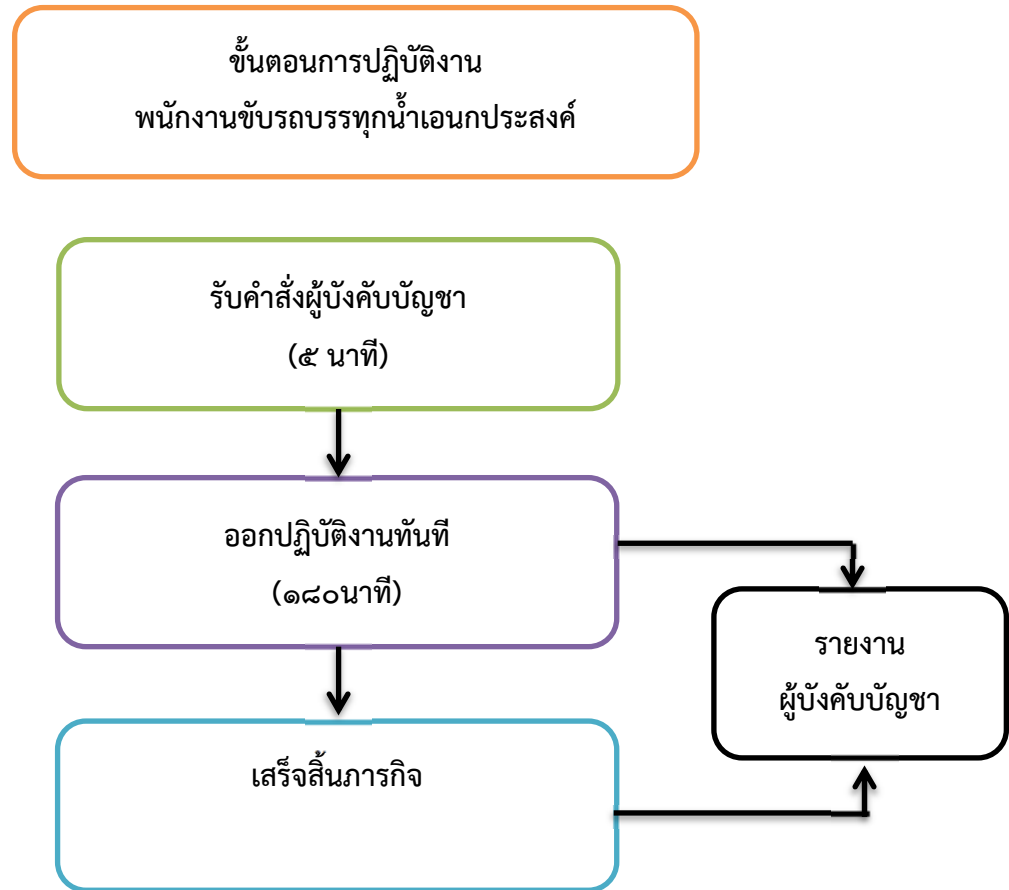 ขั้นตอนการปฏิบัติงาน
พนักงานขับรถบรรทุกน้ำเอนกประสงค์
รับคำสั่งผู้บังคับบัญชา
(๕ นาที)
ออกปฏิบัติงานทันที
(๑๘๐นาที)
รายงาน
ผู้บังคับบัญชา
เสร็จสิ้นภารกิจ